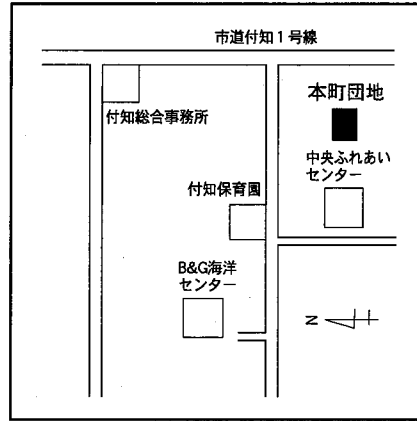 市道付知1号線
本町団地
付知総合事務所
中央ふれあい
センター
付知保育園
B&G海洋
センター
N